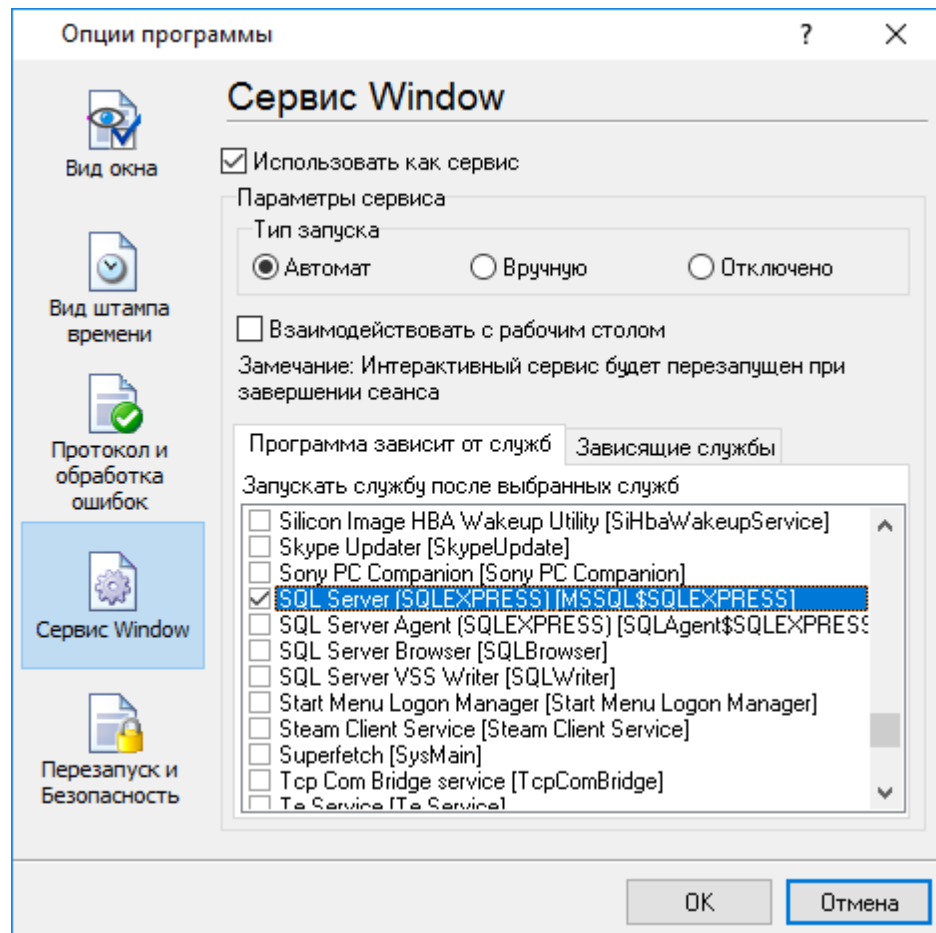 Опции программы
?
Сервис Window
Вид окна
Использовать как сервис
Параметры сервиса
Тип запуска
Автомат
Вручную
Отключено
Вид штампа
времени
Взаимодействовать с рабочим столом
Замечание: Интерактивный сервис будет перезапущен при
завершении сеанса
Протокол и
обработка
ошибок
Программа зависит от служб
Зависящие службы
Запускать службу после выбранных служб
Silicon Image HBA Wakeup Utility [SiHbaWakeupService]
Skype Updater [SkypeUpdate]
Sony PC Companion [Sony PC Companion]
SQL Server (SQLEXPRESS) [MSSQL$SQLEXPRESS]
SQL Server Agent (SQLEXPRESS) [SQLAgent$SQLEXPRESS
SQL Server Browser [SQLBrowser]
SQL Server VSS Writer [SQLWriter]
Start Menu Logon Manager [Start Menu Logon Manager]
Steam Client Service [Steam Client Service]
Superfetch [SysMain]
Tcp Com Bridge service [TcpComBridge]
Te Service [Te.Service]
Сервис Window
Перезапуск и
Безопасность
OK
Отмена